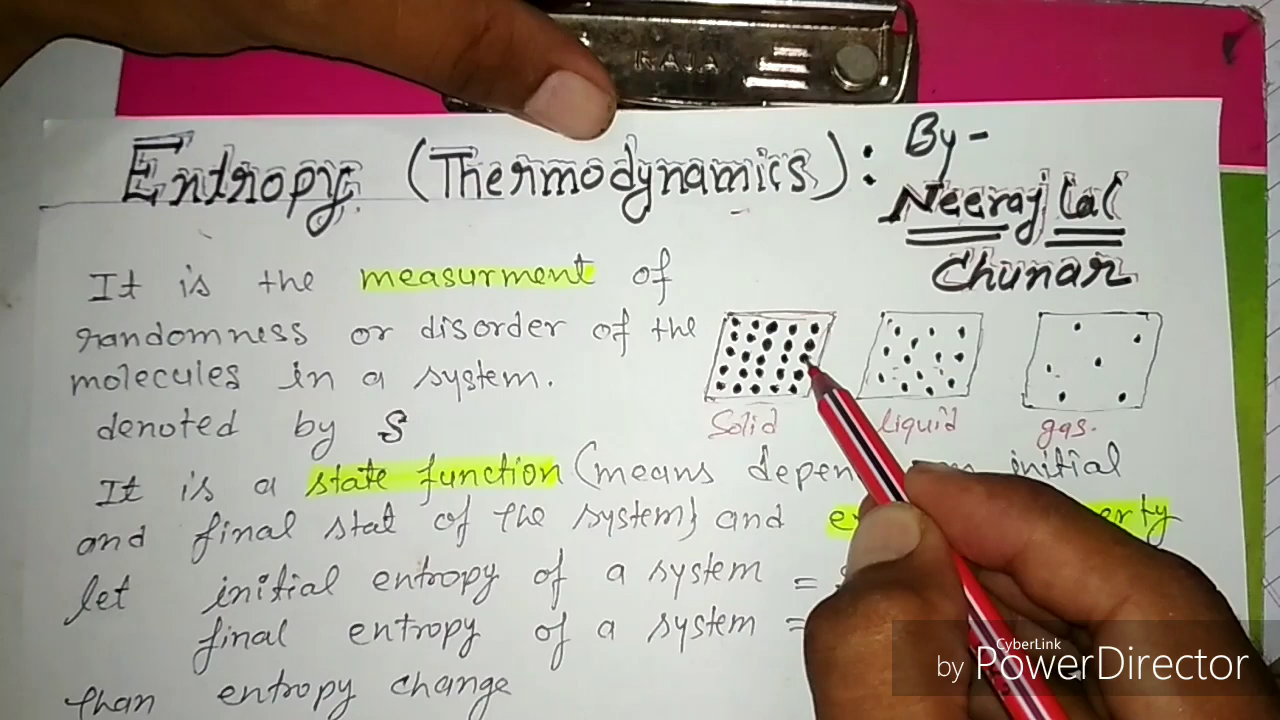 RAJA
Entropy (Thermodynamics):
By-
Neeraj Lal
Chunar
It is the measurment of
randomness or disorder of the
molecules in a system.
denoted by S
Solid
liquid
gas.
It is a state function (means initial
and final stat of the system} and
let initial entropy of a system =
final entropy of a system =
than entropy change
CyberLink
by PowerDirector